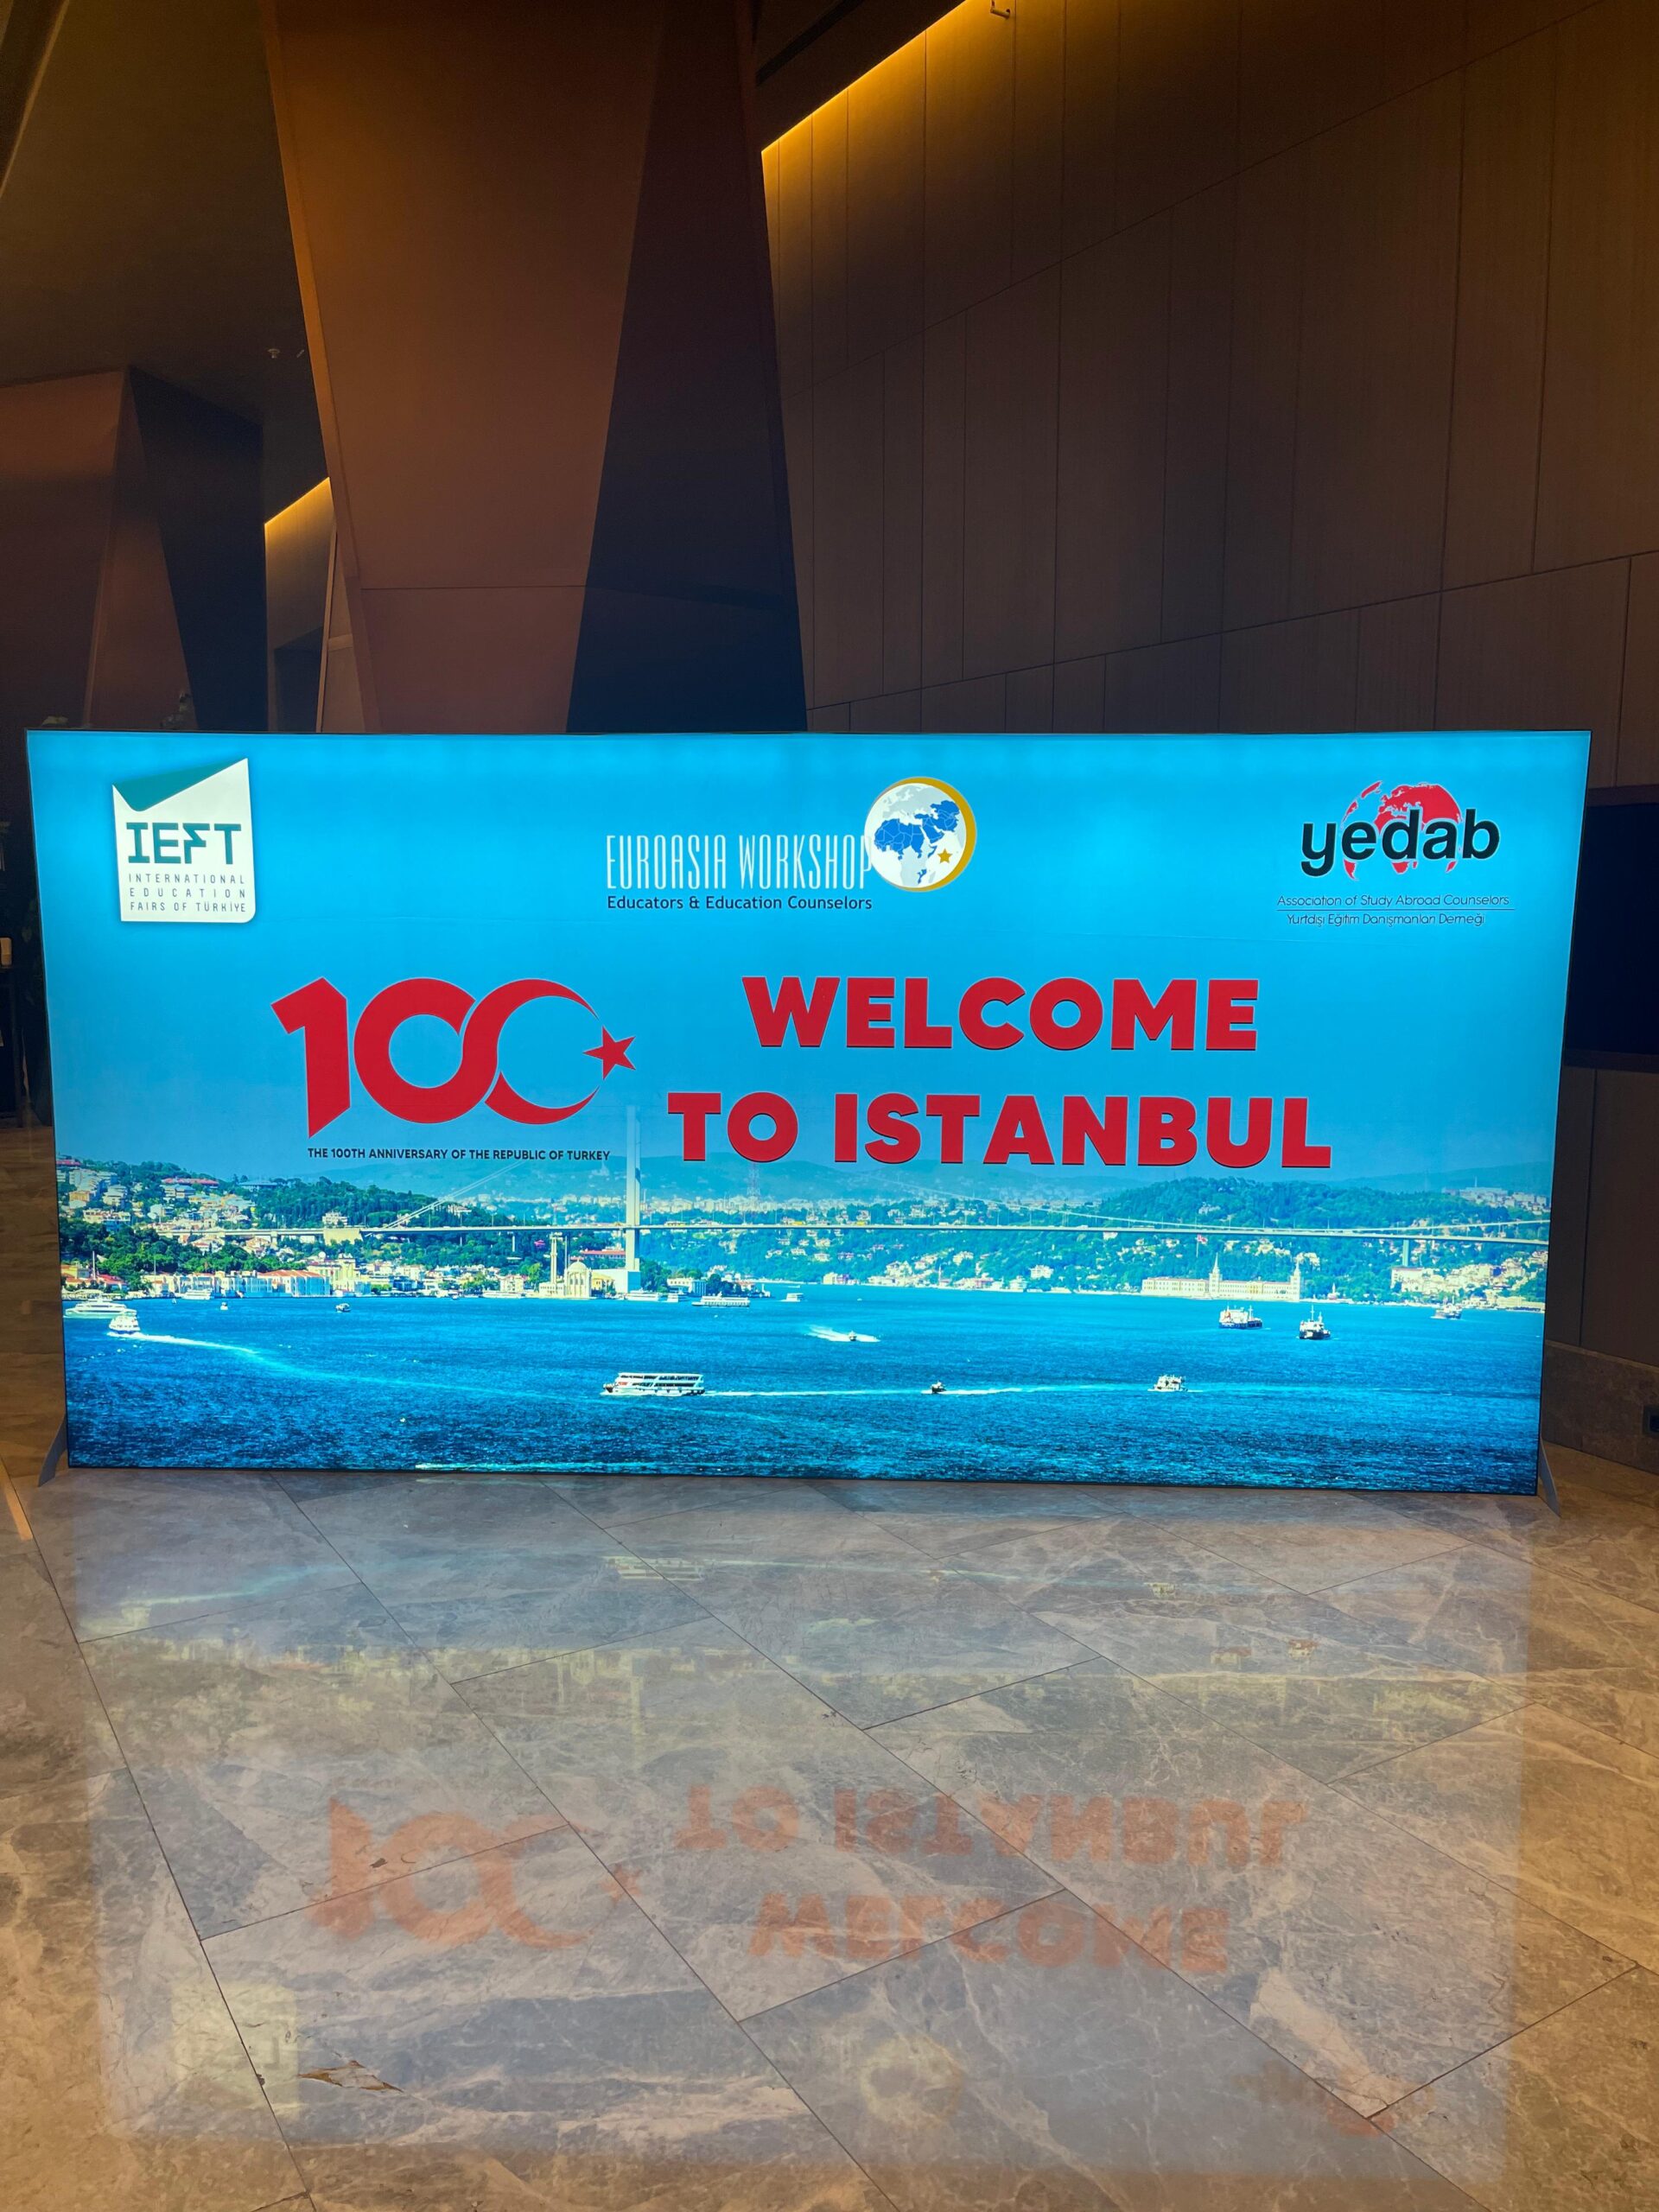 IEFT
INTERNATIONAL
EDUCATION
FAIRS OF TÜRKİYE
EUROASIA WORKSHOP
Educators & Education Counselors
yedab
Association of Study Abroad Counselors
Yurtdışı Eğitim Danışmanları Derneği
100
THE 100TH ANNIVERSARY OF THE REPUBLIC OF TURKEY
WELCOME
TO ISTANBUL